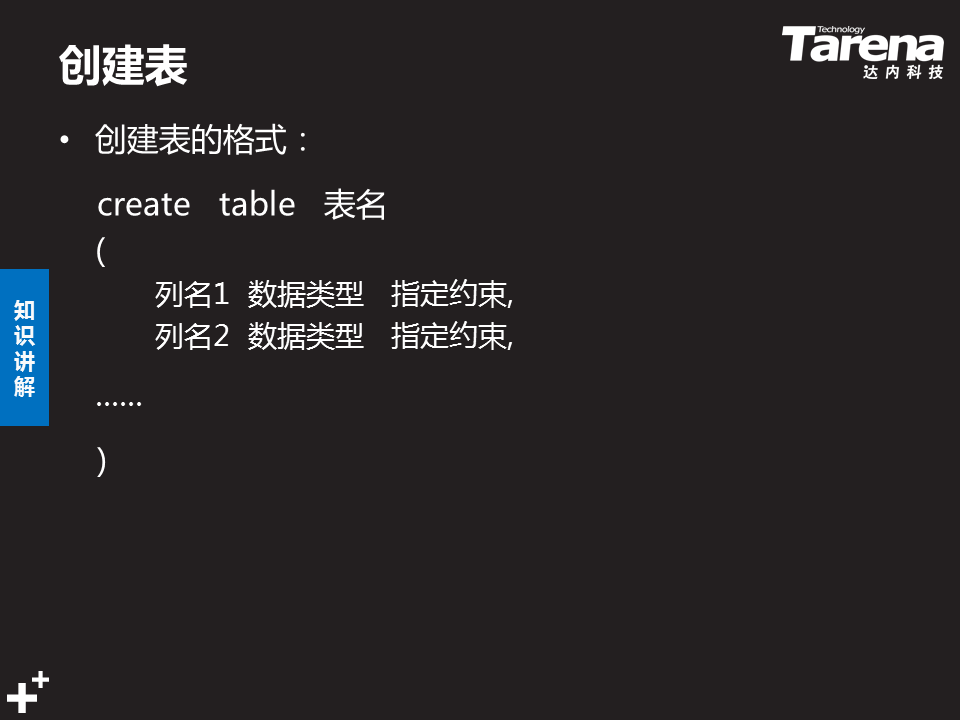 创建表
Technology
Tarena
达内科技
• 创建表的格式：
create table 表名
(
列名1 数据类型 指定约束,
列名2 数据类型 指定约束,
……
)
知
识
讲
解